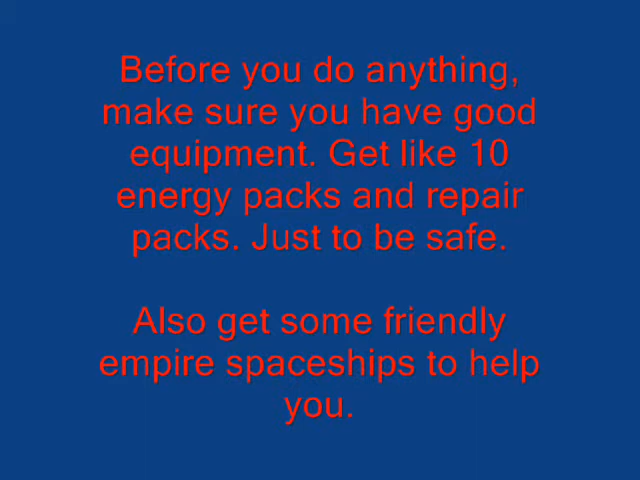 Before you do anything,
make sure you have good
equipment. Get like 10
energy packs and repair
packs. Just to be safe.
Also get some friendly
empire spaceships to help
you.